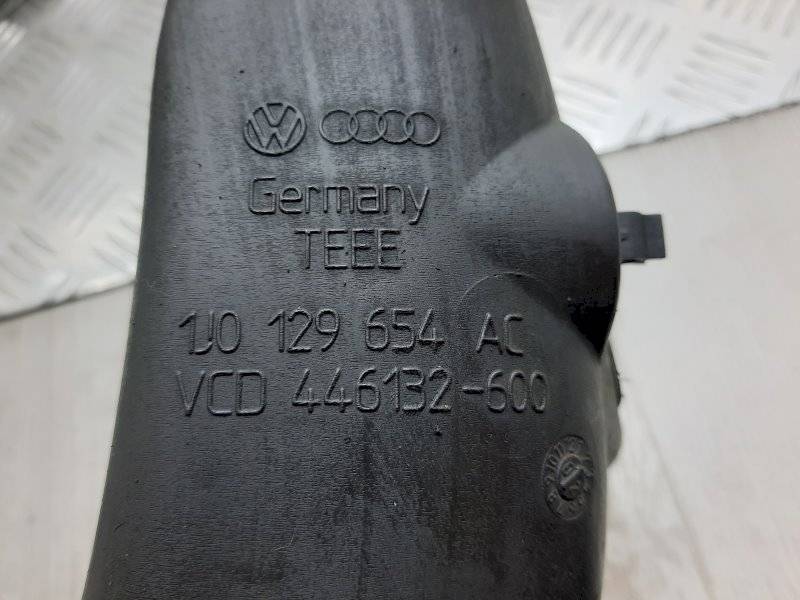 Germany
TEEE
1J0 129 654 AC
VCD 446132-600